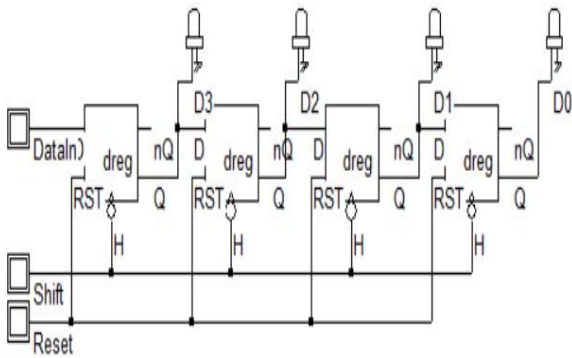 D3 D2 D1 D0
DataIn) nQ D nQ D nQ D nQ
dreg dreg dreg dreg
RST Q RST Q RST Q RST Q
H H H H
Shift
Reset